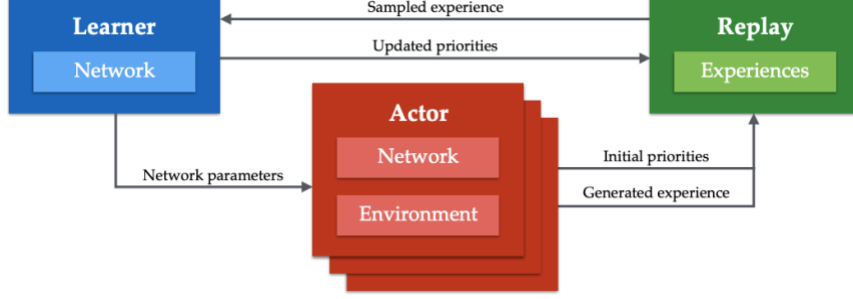 Sampled experience
Learner
Replay
Updated priorities
Network
Experiences
Actor
Network
Initial priorities
Network parameters
Generated experience
Environment